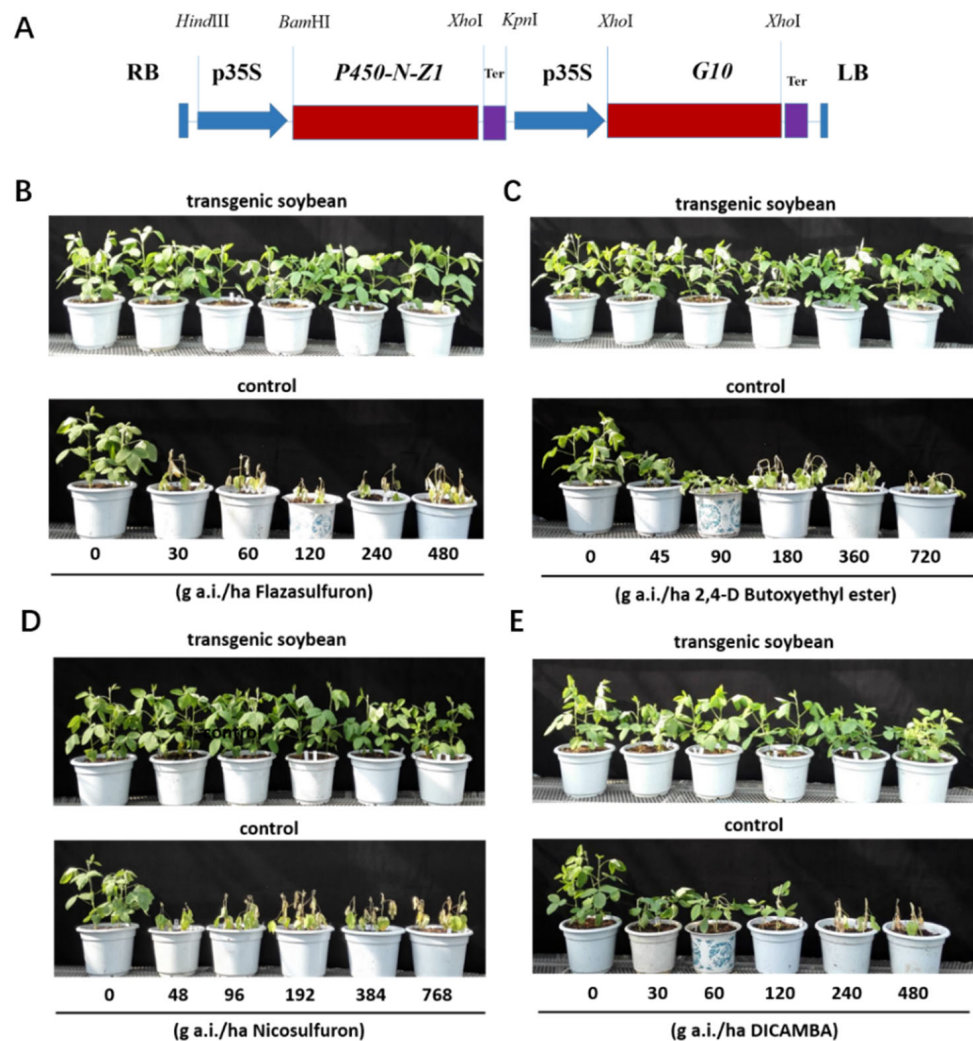 A
HindIII BamHI XhoI KpnI XhoI XhoI
RB p35S P450-N-Z1 Ter p35S G10 Ter LB
B
transgenic soybean
control
0 30 60 120 240 480
(g a.i./ha Flazasulfuron)
C
transgenic soybean
control
0 45 90 180 360 720
(g a.i./ha 2,4-D Butoxyethyl ester)
D
transgenic soybean
control
control
0 48 96 192 384 768
(g a.i./ha Nicosulfuron)
E
transgenic soybean
control
0 30 60 120 240 480
(g a.i./ha DICAMBA)